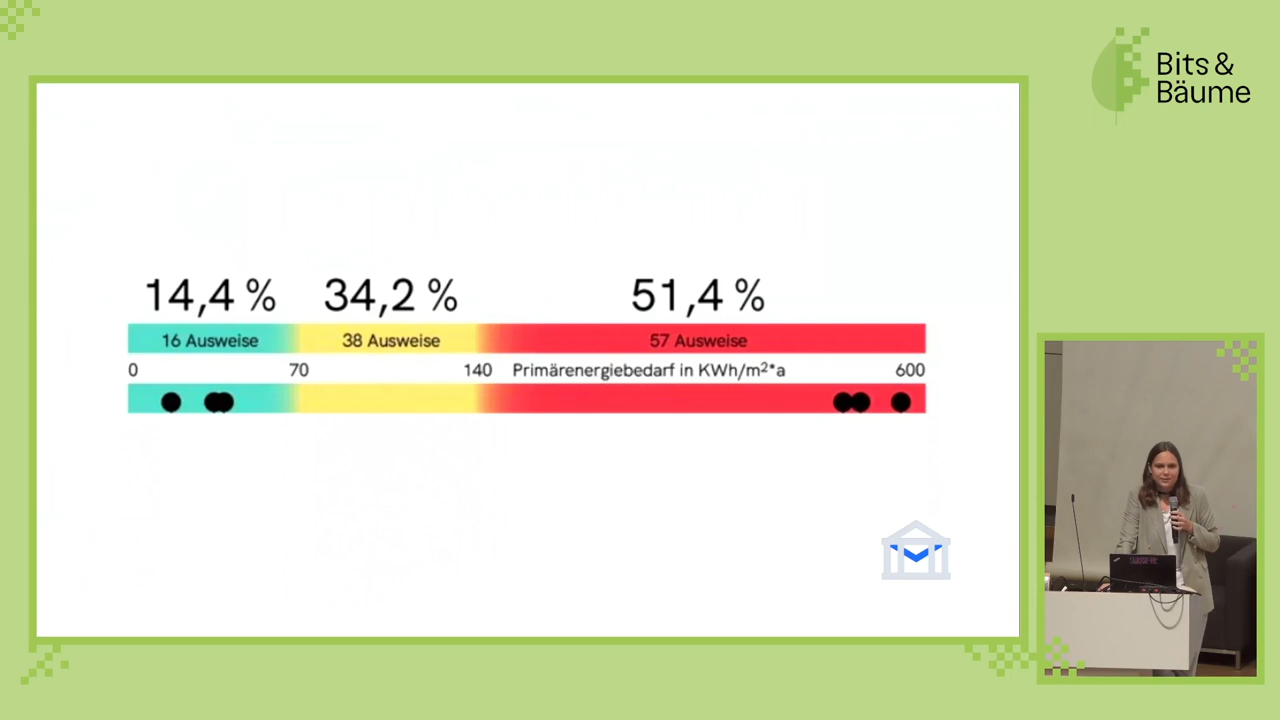 Bits &
Bäume
14,4 % 34,2 % 51,4 %
16 Ausweise 38 Ausweise 57 Ausweise
0 70 140 Primärenergiebedarf in KWh/m²*a 600